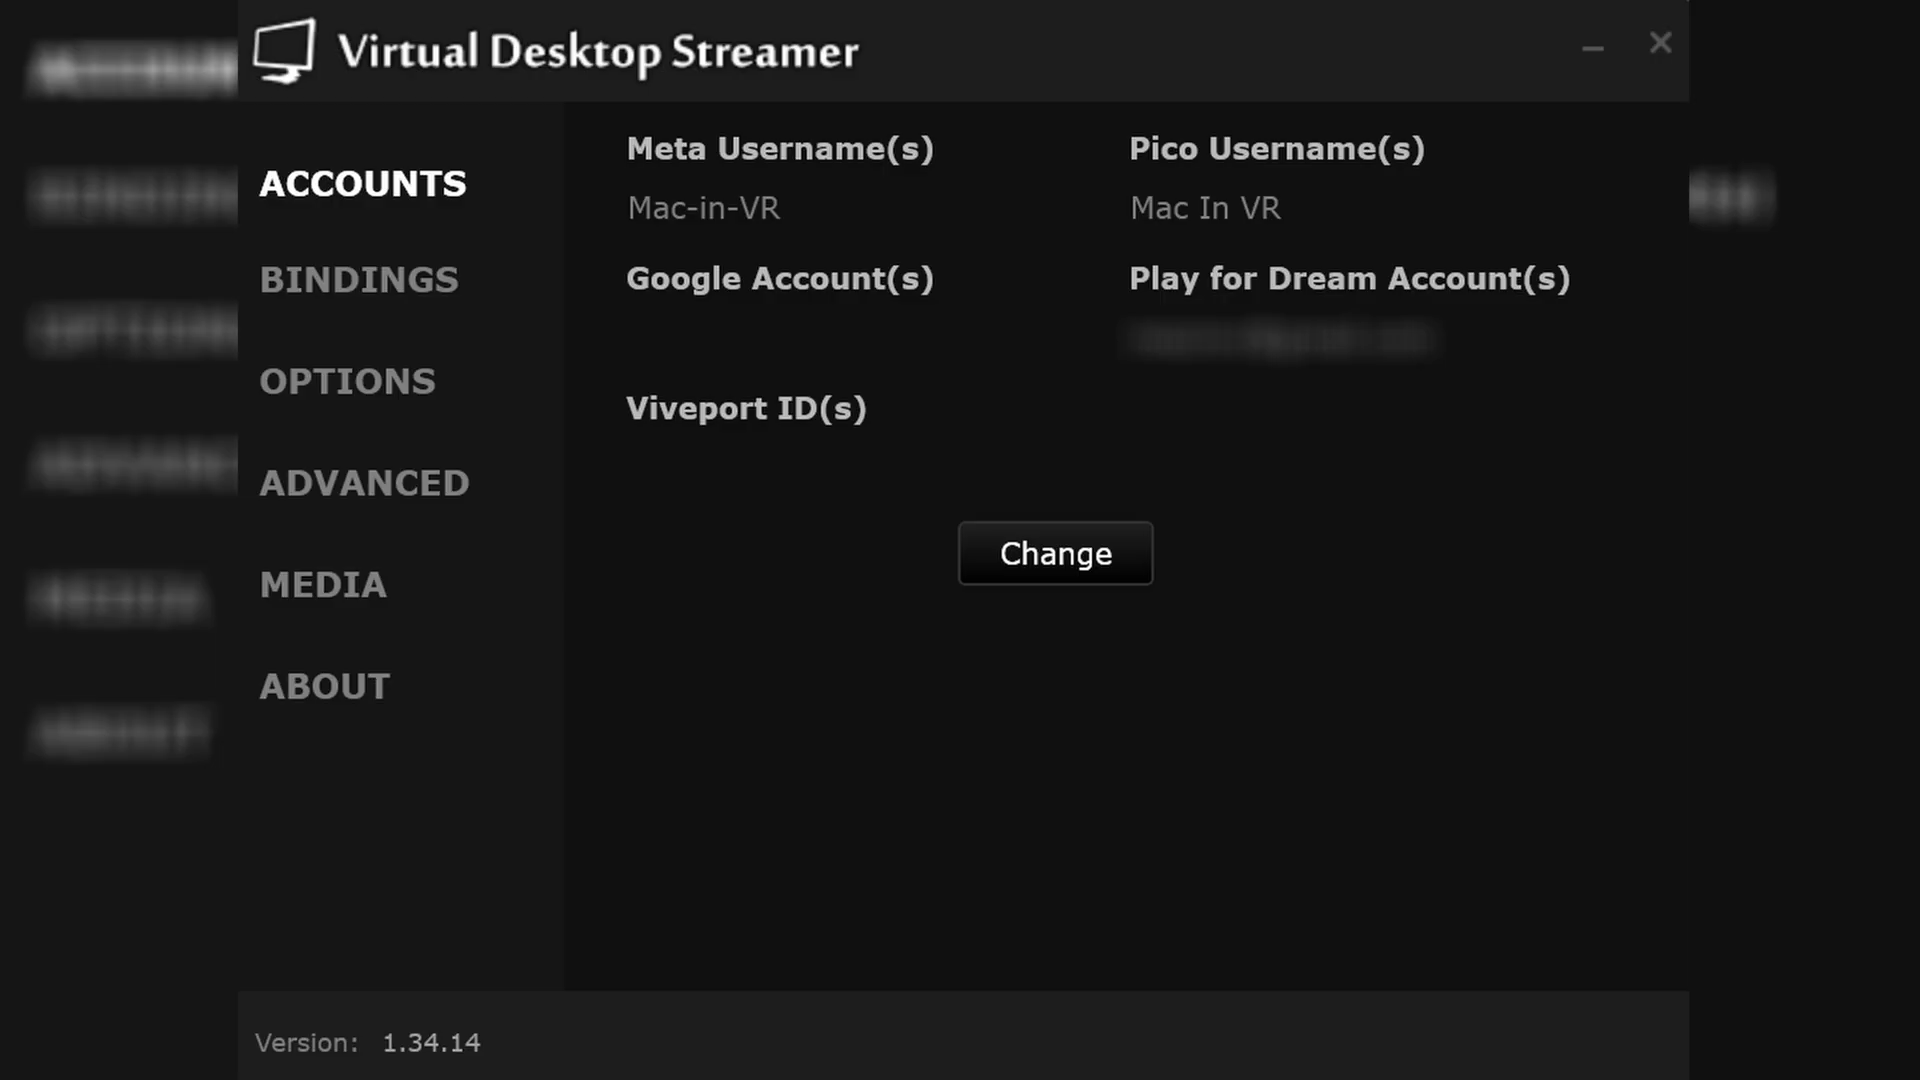 Virtual Desktop Streamer
ACCOUNTS
BINDINGS
OPTIONS
ADVANCED
MEDIA
ABOUT
Meta Username(s)
Mac-in-VR
Pico Username(s)
Mac In VR
Google Account(s)
Play for Dream Account(s)
Viveport ID(s)
Change
Version: 1.34.14